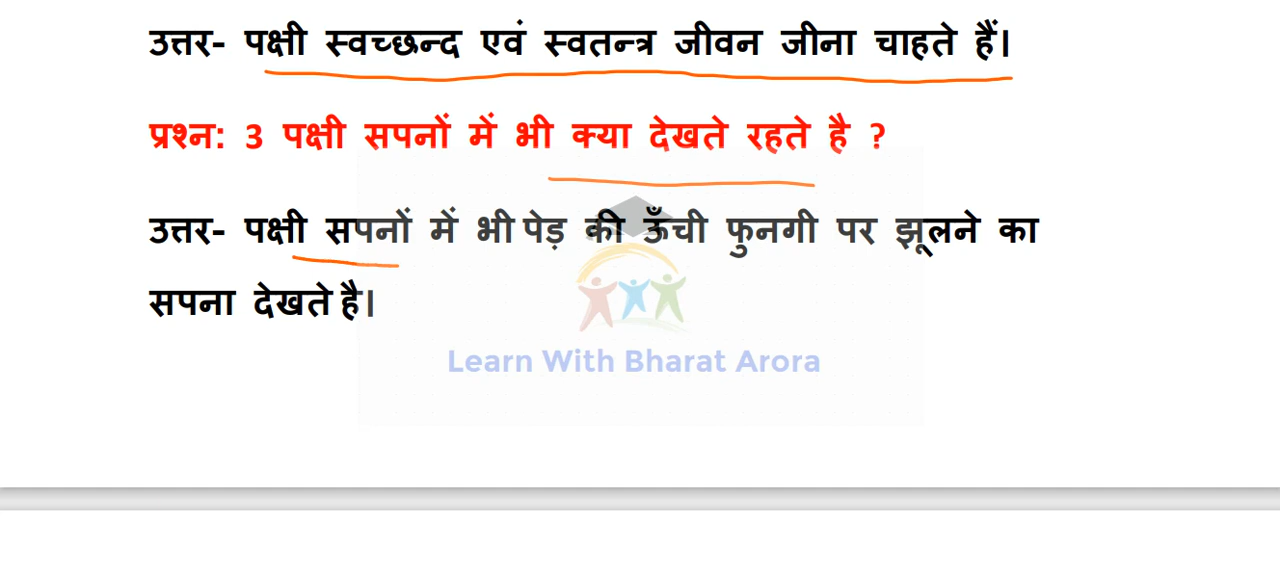 उत्तर- पक्षी स्वच्छन्द एवं स्वतन्त्र जीवन जीना चाहते हैं।
प्रश्न: 3 पक्षी सपनों में भी क्या देखते रहते है ?
उत्तर- पक्षी सपनों में भी पेड़ की ऊँची फुनगी पर झूलने का
सपना देखते है।
Learn With Bharat Arora